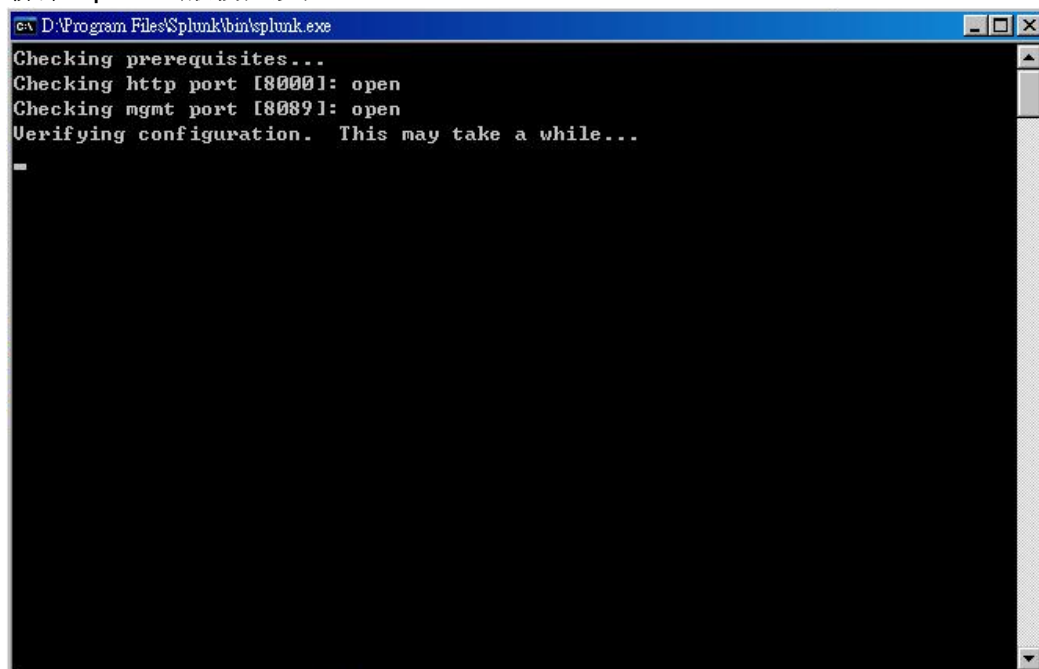 D:\Program Files\Splunk\bin\splunk.exe
Checking prerequisites...
Checking http port [8000]: open
Checking mgmt port [8089]: open
Verifying configuration.  This may take a while...